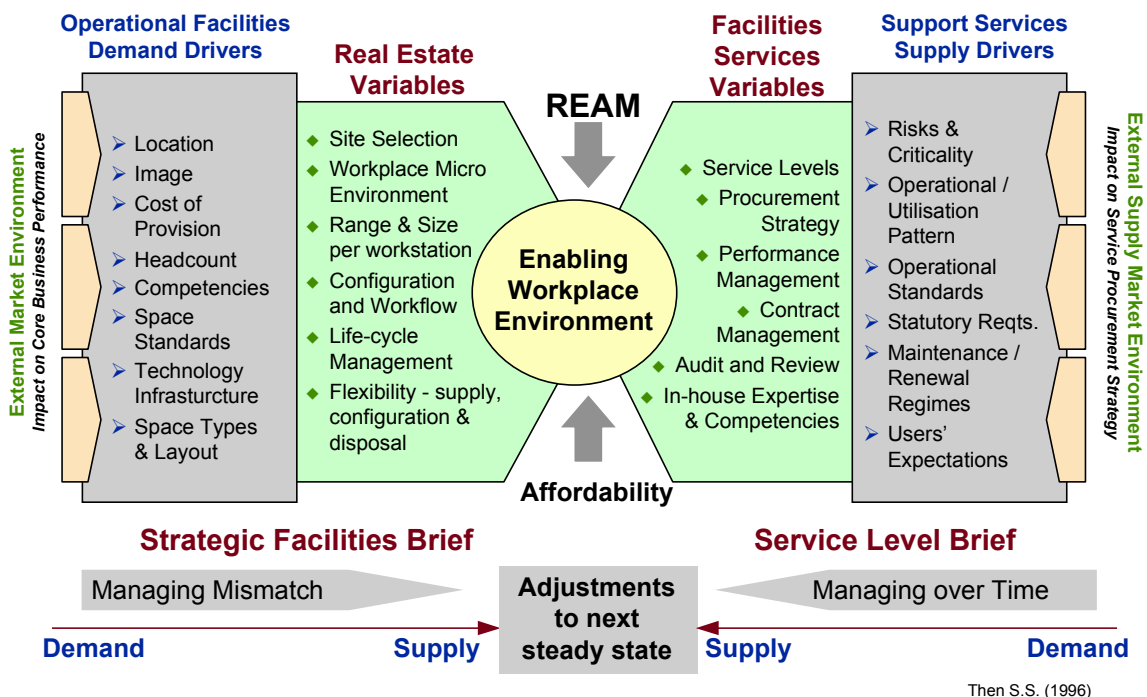 Operational Facilities
Demand Drivers
Real Estate
Variables
Facilities
Services
Variables
Support Services
Supply Drivers
REAM
External Market Environment
Impact on Core Business Performance
Location
Image
Cost of
Provision
Headcount
Competencies
Space
Standards
Technology
Infrasturcture
Space Types
& Layout
Site Selection
Workplace Micro
Environment
Range & Size
per workstation
Configuration
and Workflow
Life-cycle
Management
Flexibility - supply,
configuration &
disposal
Enabling
Workplace
Environment
Affordability
Service Levels
Procurement
Strategy
Performance
Management
Contract
Management
Audit and Review
In-house Expertise
& Competencies
Risks &
Criticality
Operational /
Utilisation
Pattern
Operational
Standards
Statutory Reqts.
Maintenance /
Renewal
Regimes
Users'
Expectations
External Supply Market Environment
Impact on Service Procurement Strategy
Strategic Facilities Brief
Service Level Brief
Managing Mismatch
Adjustments
to next
steady state
Managing over Time
Demand
Supply
Supply
Demand
Then S.S. (1996)